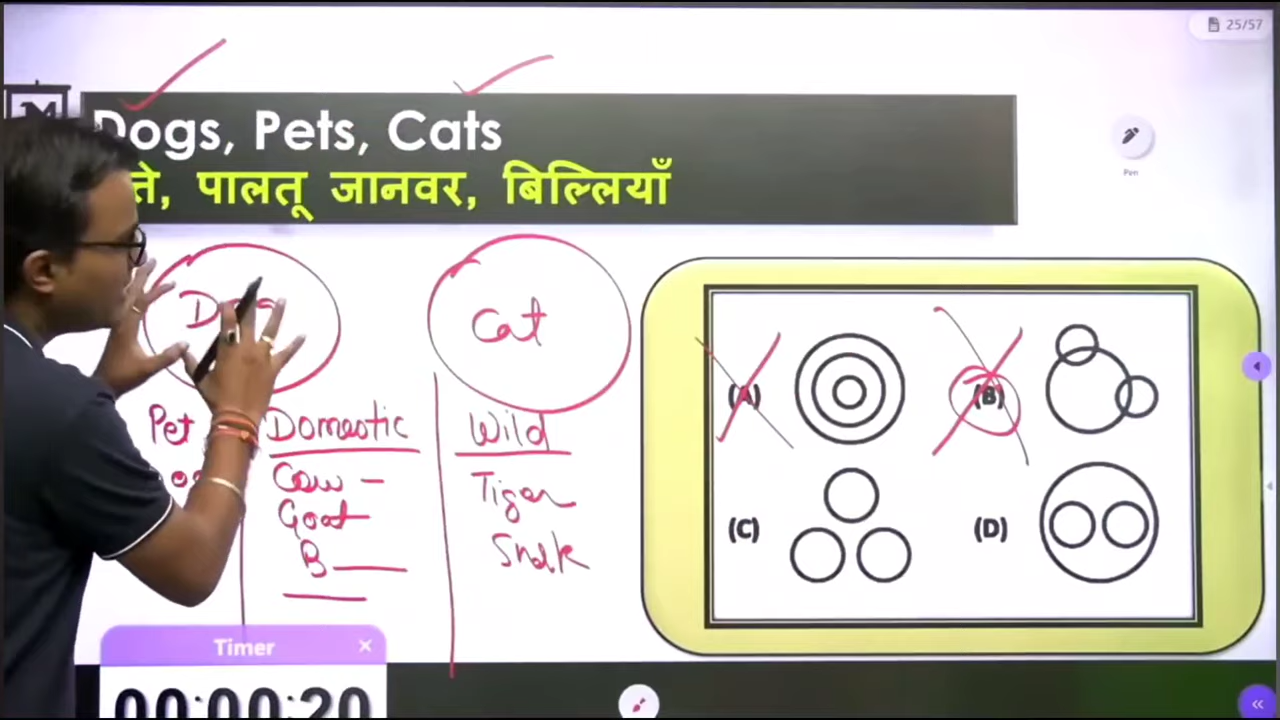 25/57
Dogs, Pets, Cats
ते, पालतू जानवर, बिल्लियाँ
Pen
Cat
Pet
Domestic
Wild
Cow
Goat
B
Tiger
Snak
(A)
(B)
(C)
(D)
Timer
00:00:20